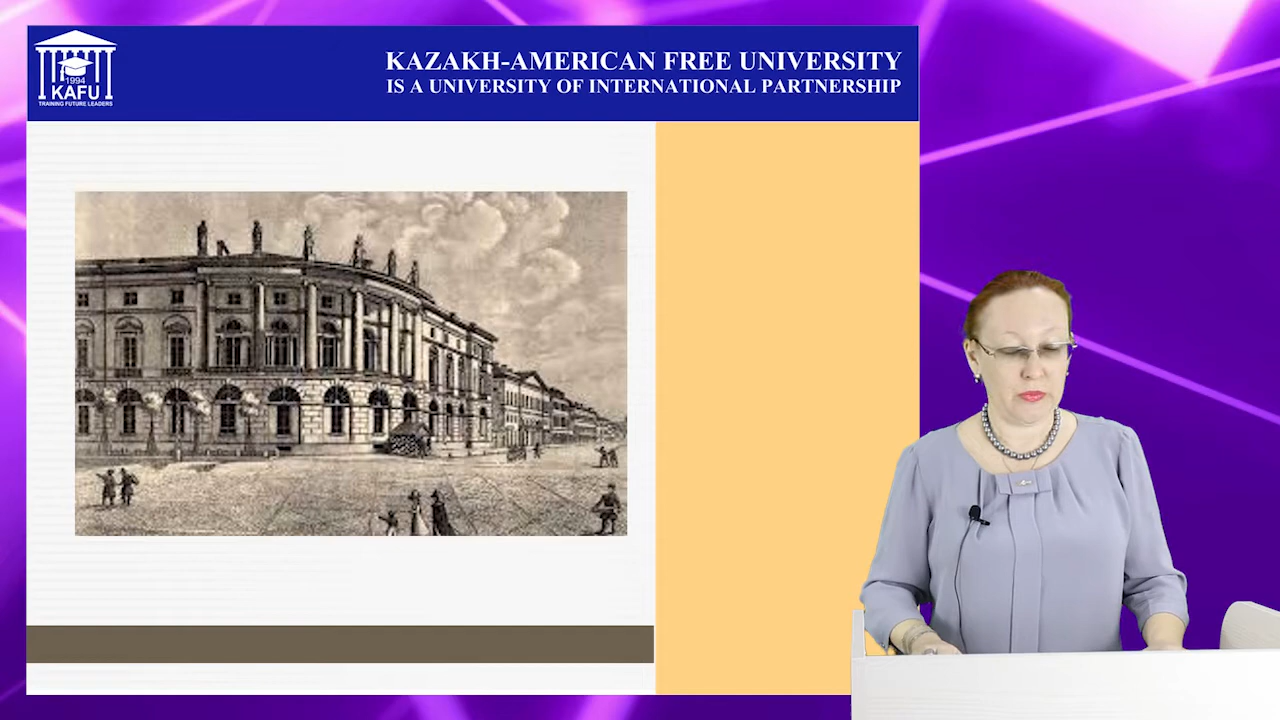 1994
KAFU
TRAINING FUTURE LEADERS
KAZAKH-AMERICAN FREE UNIVERSITY
IS A UNIVERSITY OF INTERNATIONAL PARTNERSHIP